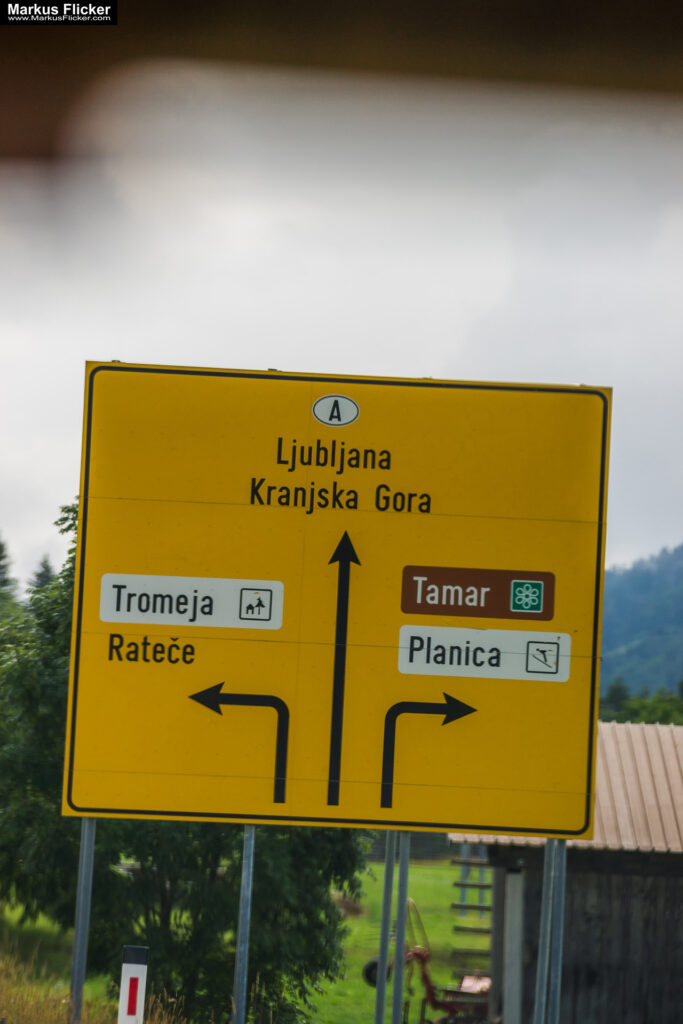 Markus Flicker
www.MarkusFlicker.com
A
Ljubljana
Kranjska Gora
Tromeja
Rateče
Tamar
Planica